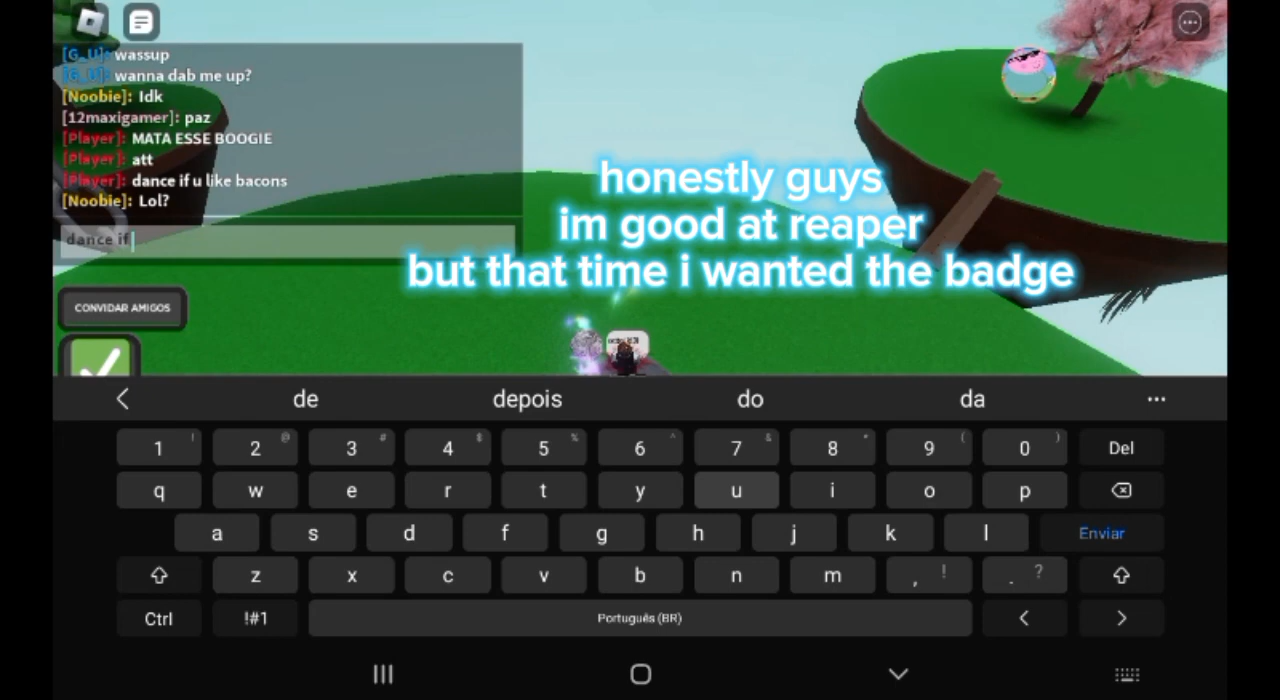 [G_U]: wassup
[G_U]: wanna dab me up?
[Noobie]: Idk
[12maxigamer]: paz
[Player]: MATA ESSE BOOGIE
[Player]: att
[Player]: dance if u like bacons
[Noobie]: Lol?
dance if
honestly guys
im good at reaper
but that time i wanted the badge
CONVIDAR AMIGOS
de depois do da
1 ! 2 @ 3 # 4 $ 5 % 6 ^ 7 & 8 * 9 ( 0 ) Del
q w e r t y u i o p
a s d f g h j k l Enviar
z x c v b n m , ! . ?
Ctrl !#1 Português (BR) < >